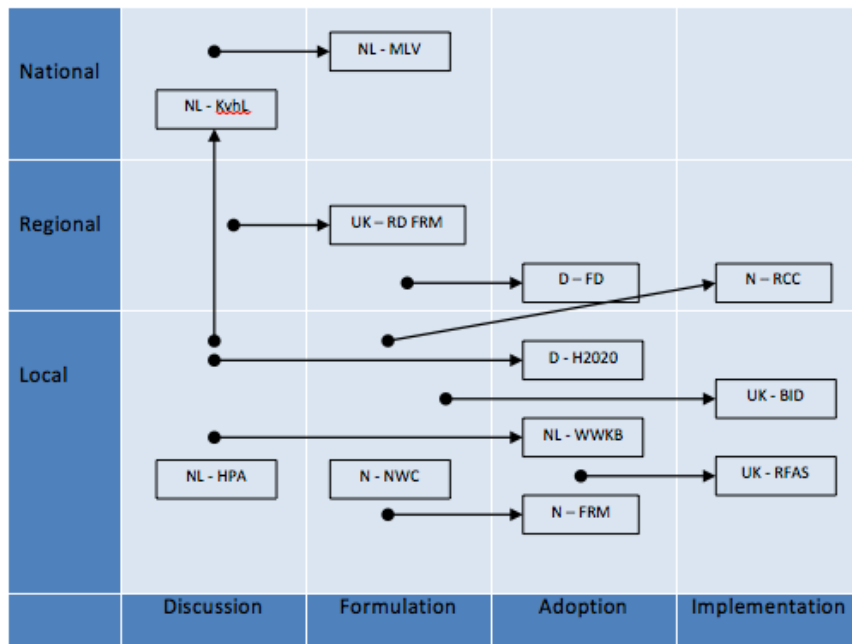 National
NL - MLV
NL - KvhL
Regional
UK – RD FRM
D – FD
N – RCC
Local
D - H2020
UK - BID
NL - WWKB
NL - HPA
N - NWC
UK - RFAS
N – FRM
Discussion
Formulation
Adoption
Implementation